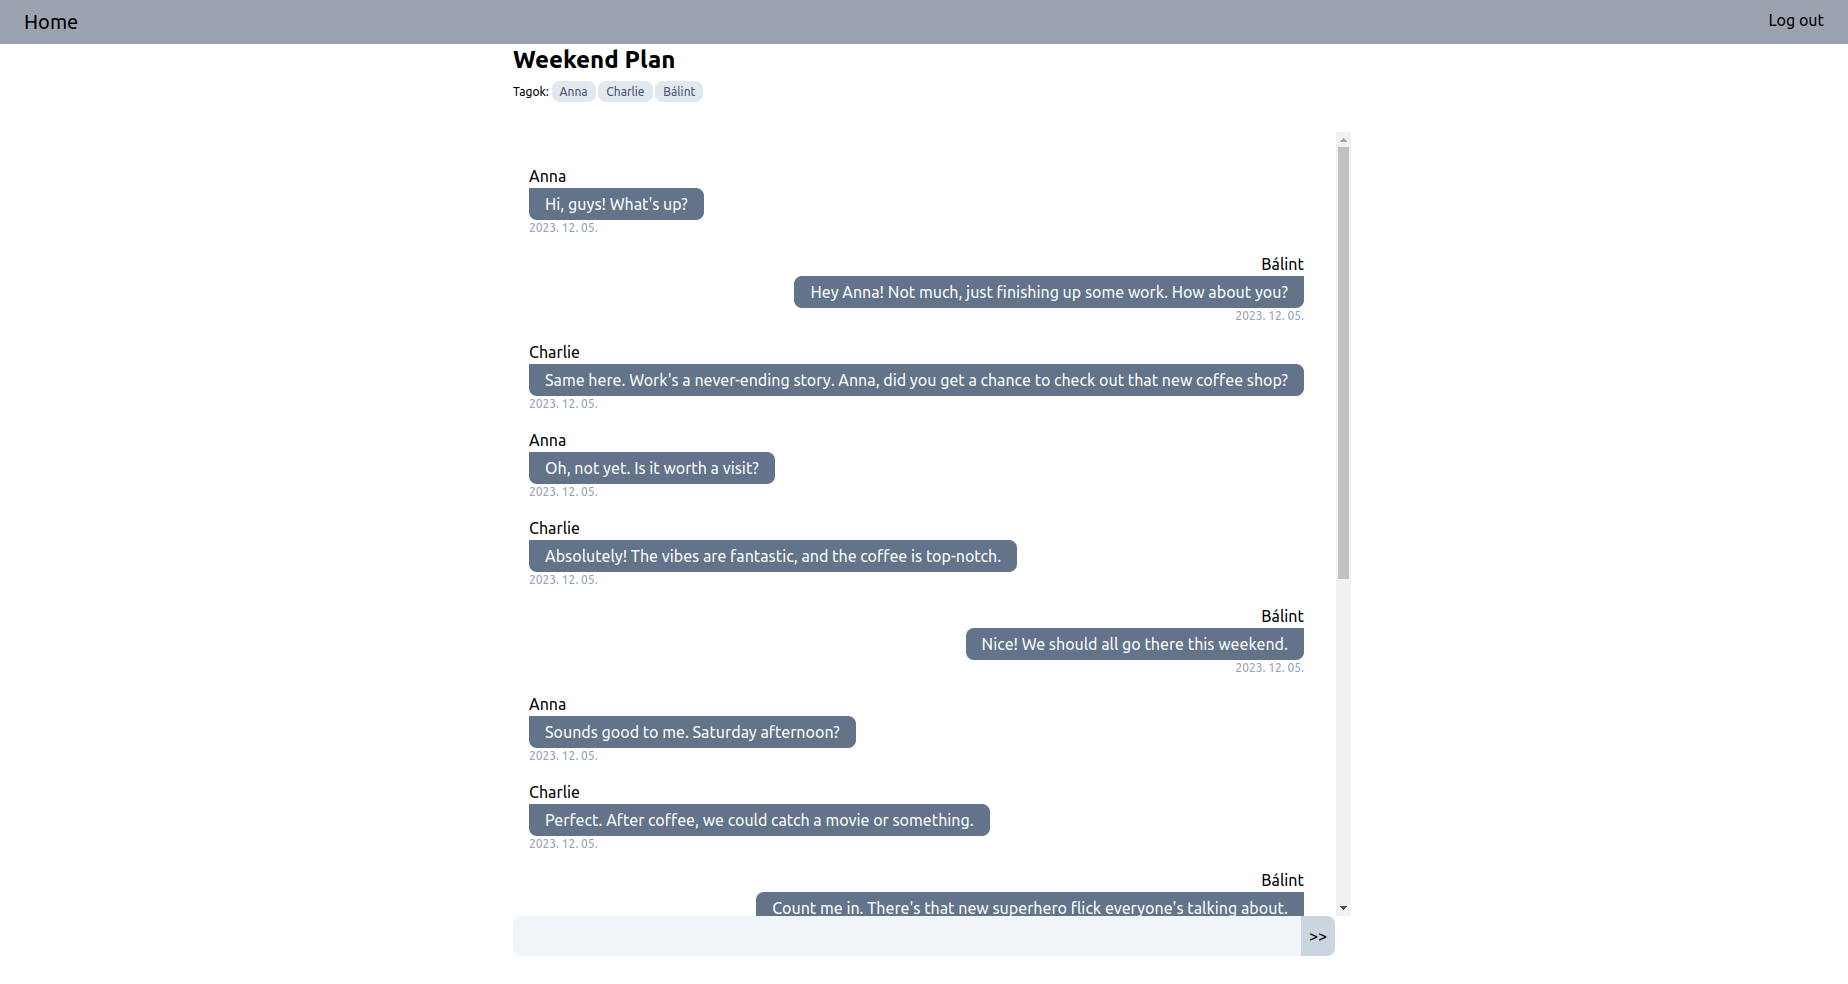 Home
Log out
Weekend Plan
Tagok: Anna Charlie Bálint
Anna
Hi, guys! What's up?
2023. 12. 05.
Bálint
Hey Anna! Not much, just finishing up some work. How about you?
2023. 12. 05.
Charlie
Same here. Work's a never-ending story. Anna, did you get a chance to check out that new coffee shop?
2023. 12. 05.
Anna
Oh, not yet. Is it worth a visit?
2023. 12. 05.
Charlie
Absolutely! The vibes are fantastic, and the coffee is top-notch.
2023. 12. 05.
Bálint
Nice! We should all go there this weekend.
2023. 12. 05.
Anna
Sounds good to me. Saturday afternoon?
2023. 12. 05.
Charlie
Perfect. After coffee, we could catch a movie or something.
2023. 12. 05.
Bálint
Count me in. There's that new superhero flick everyone's talking about.
>>